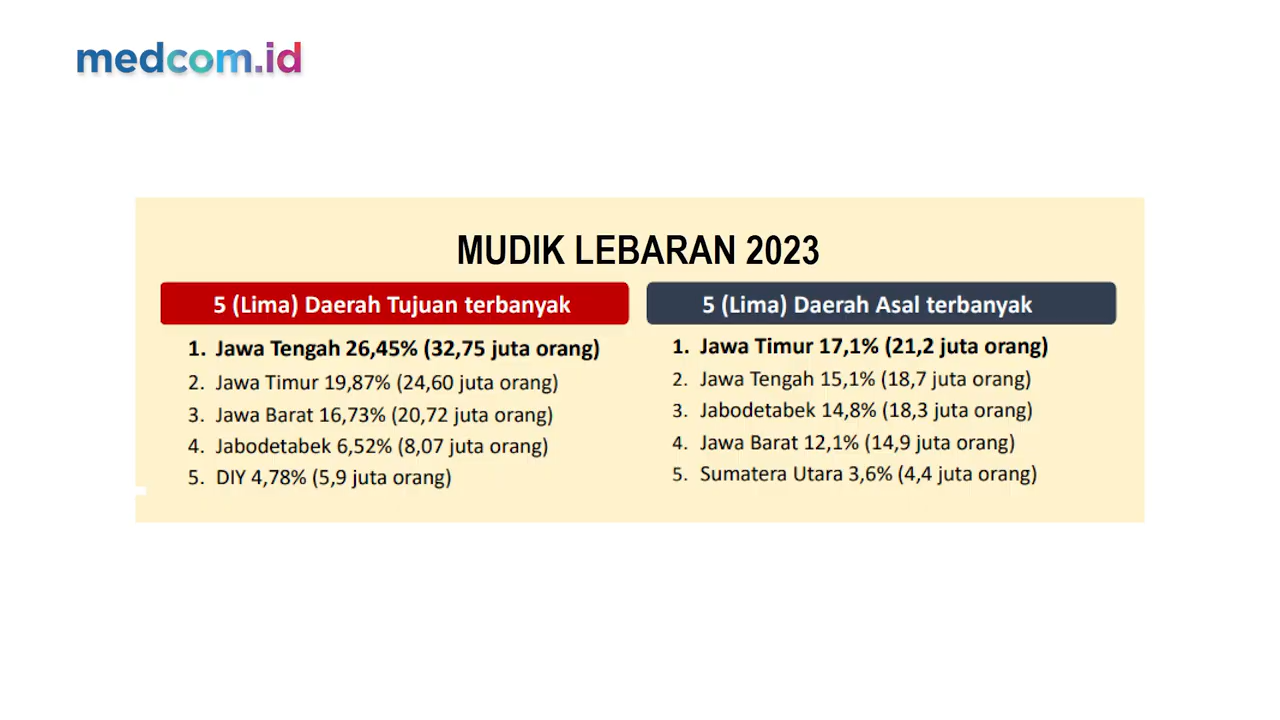 medcom.id
MUDIK LEBARAN 2023
5 (Lima) Daerah Tujuan terbanyak
1. Jawa Tengah 26,45% (32,75 juta orang)
2. Jawa Timur 19,87% (24,60 juta orang)
3. Jawa Barat 16,73% (20,72 juta orang)
4. Jabodetabek 6,52% (8,07 juta orang)
5. DIY 4,78% (5,9 juta orang)
5 (Lima) Daerah Asal terbanyak
1. Jawa Timur 17,1% (21,2 juta orang)
2. Jawa Tengah 15,1% (18,7 juta orang)
3. Jabodetabek 14,8% (18,3 juta orang)
4. Jawa Barat 12,1% (14,9 juta orang)
5. Sumatera Utara 3,6% (4,4 juta orang)